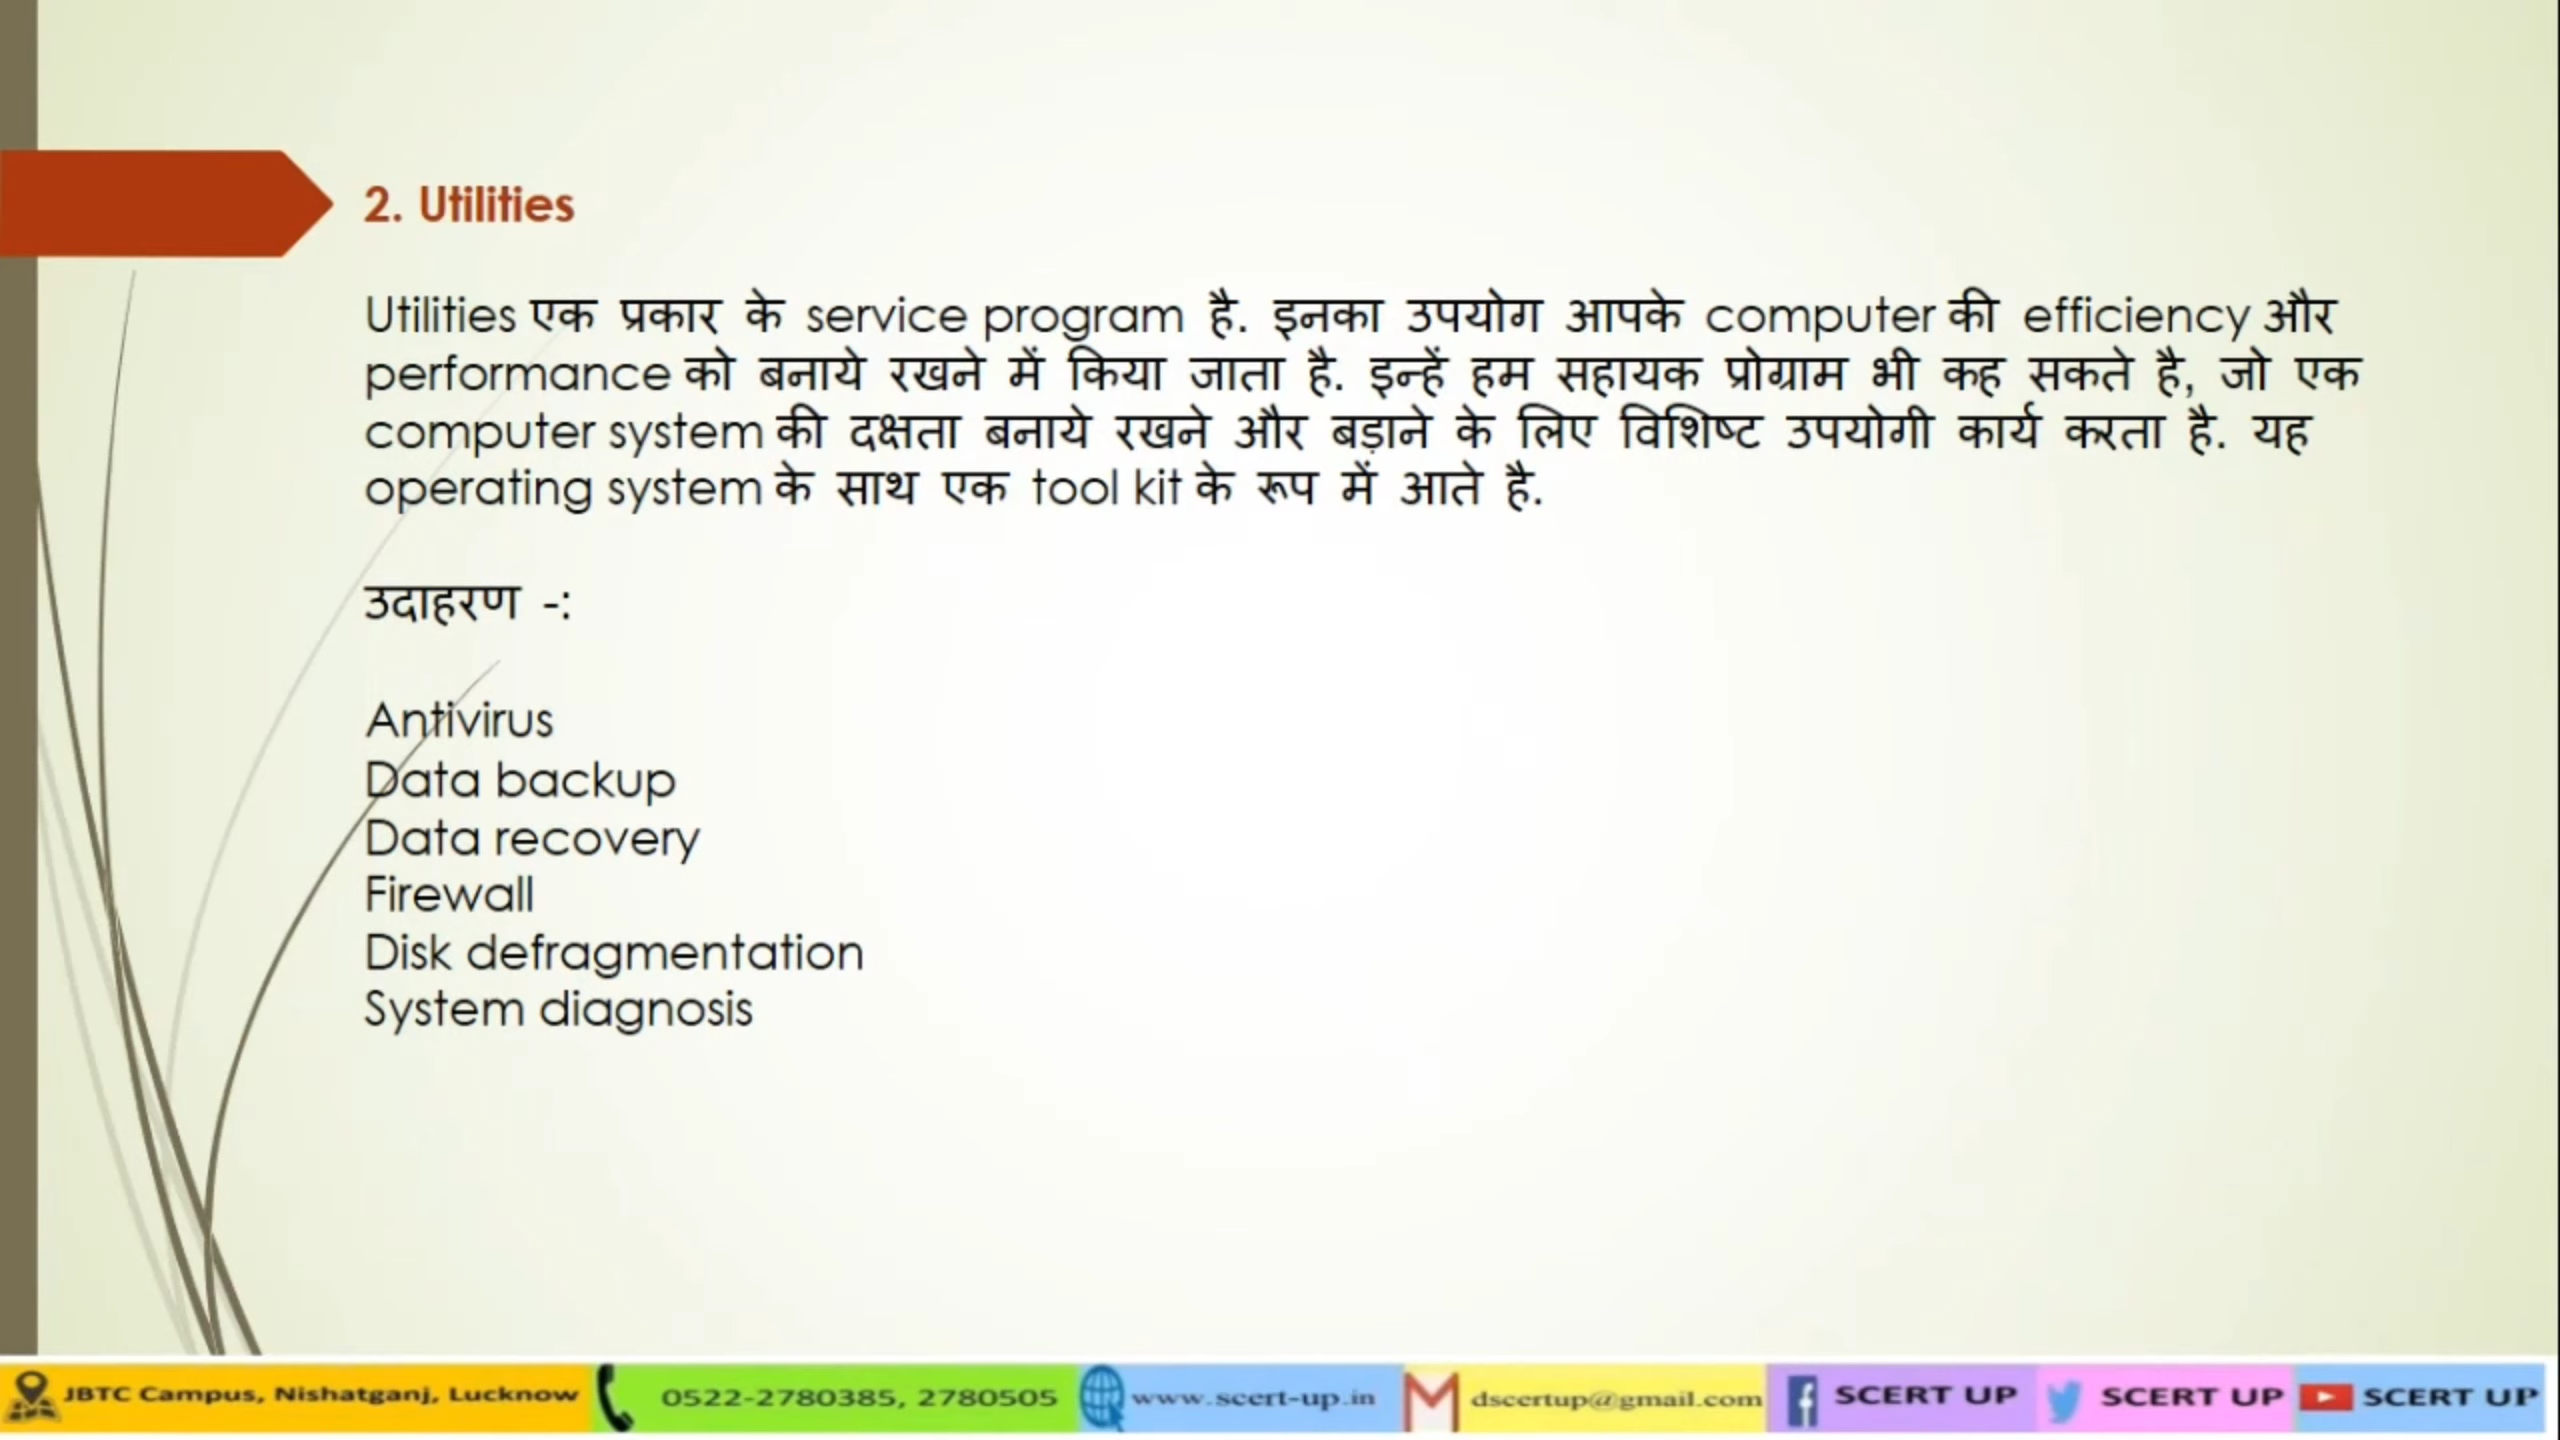 2. Utilities
Utilities एक प्रकार के service program है. इनका उपयोग आपके computer की efficiency और
performance को बनाये रखने में किया जाता है. इन्हें हम सहायक प्रोग्राम भी कह सकते है, जो एक
computer system की दक्षता बनाये रखने और बड़ाने के लिए विशिष्ट उपयोगी कार्य करता है. यह
operating system के साथ एक tool kit के रूप में आते है.
उदाहरण -:
Antivirus
Data backup
Data recovery
Firewall
Disk defragmentation
System diagnosis
JBTC Campus, Nishatganj, Lucknow 0522-2780385, 2780505 www.scert-up.in dscertup@gmail.com SCERT UP SCERT UP SCERT UP